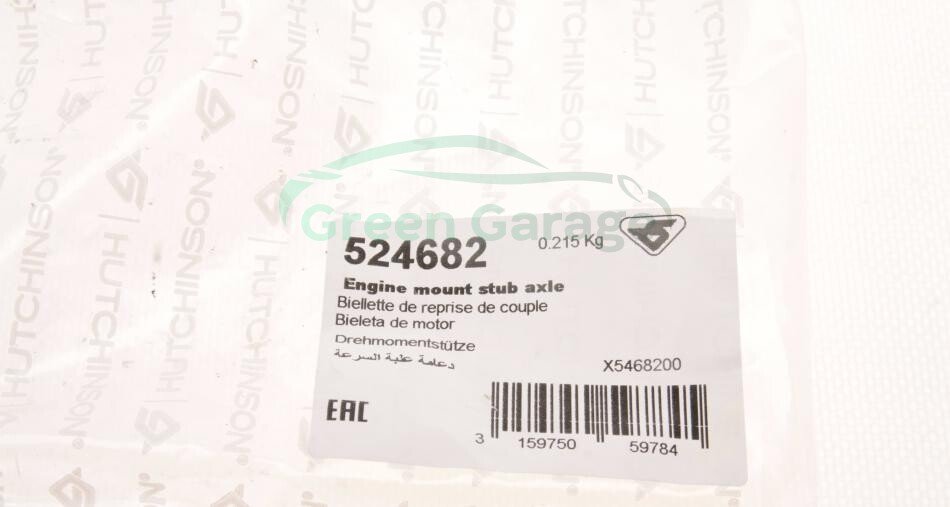 HUTCHINSON
Green Garage
524682
0.215 Kg
Engine mount stub axle
Biellette de reprise de couple
Bieleta de motor
Drehmomentstütze
دعامة علبة السرعة
X5468200
EAC
3 159750 59784